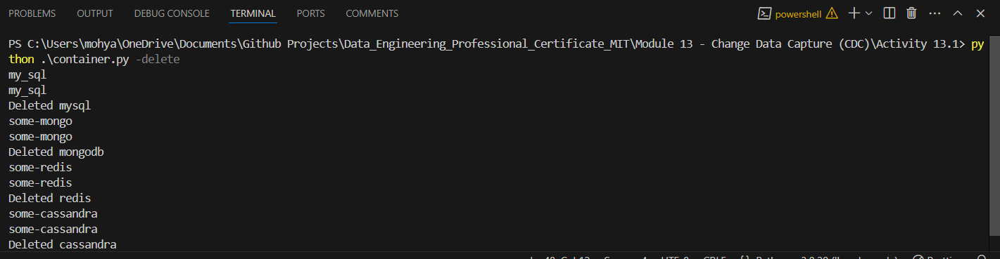 PROBLEMS OUTPUT DEBUG CONSOLE TERMINAL PORTS COMMENTS powershell
PS C:\Users\mohya\OneDrive\Documents\Github Projects\Data_Engineering_Professional_Certificate_MIT\Module 13 - Change Data Capture (CDC)\Activity 13.1> py
thon .\container.py -delete
my_sql
my_sql
Deleted mysql
some-mongo
some-mongo
Deleted mongodb
some-redis
some-redis
Deleted redis
some-cassandra
some-cassandra
Deleted cassandra